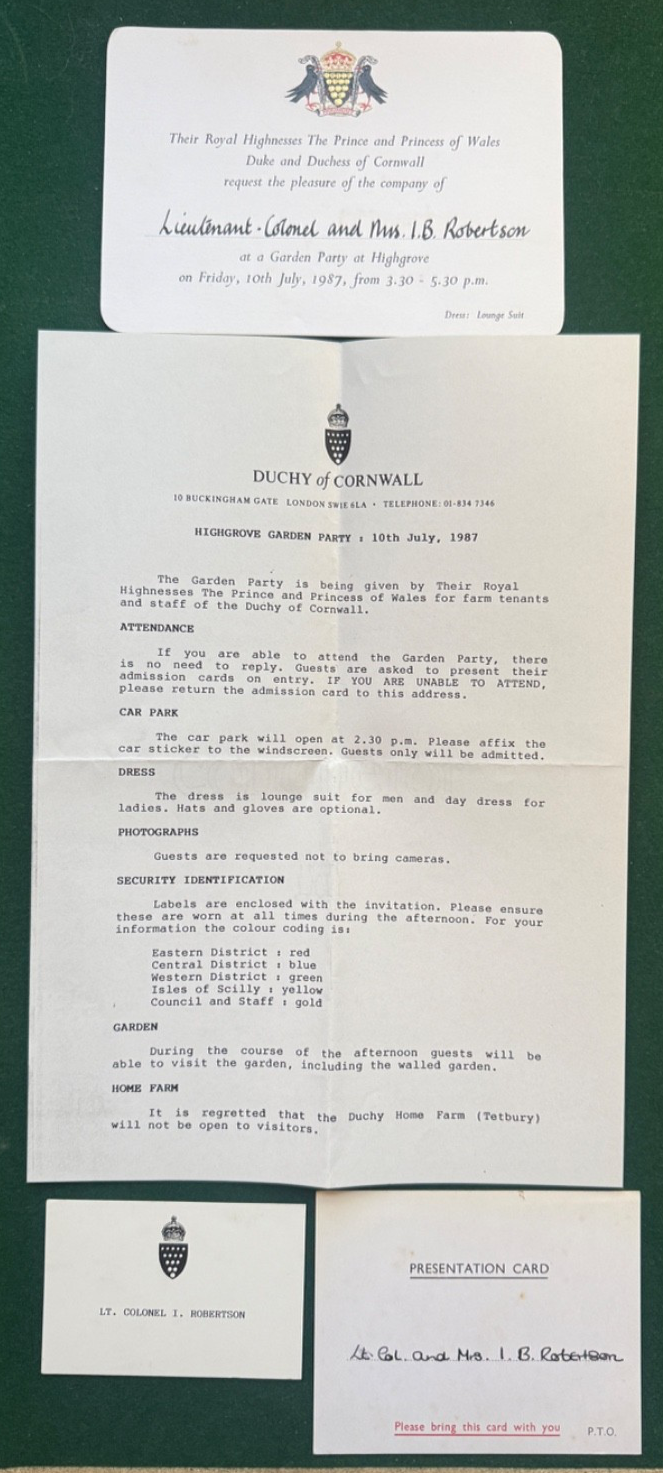 Their Royal Highnesses The Prince and Princess of Wales
Duke and Duchess of Cornwall
request the pleasure of the company of
Lieutenant-Colonel and Mrs. I.B. Robertson
at a Garden Party at Highgrove
on Friday, 10th July, 1987, from 3.30 - 5.30 p.m.
Dress: Lounge Suit
DUCHY of CORNWALL
10 BUCKINGHAM GATE LONDON SW1E 6LA • TELEPHONE: 01-834 7346
HIGHGROVE GARDEN PARTY : 10th July, 1987
The Garden Party is being given by Their Royal
Highnesses The Prince and Princess of Wales for farm tenants
and staff of the Duchy of Cornwall.
ATTENDANCE
If you are able to attend the Garden Party, there
is no need to reply. Guests are asked to present their
admission cards on entry. IF YOU ARE UNABLE TO ATTEND,
please return the admission card to this address.
CAR PARK
The car park will open at 2.30 p.m. Please affix the
car sticker to the windscreen. Guests only will be admitted.
DRESS
The dress is lounge suit for men and day dress for
ladies. Hats and gloves are optional.
PHOTOGRAPHS
Guests are requested not to bring cameras.
SECURITY IDENTIFICATION
Labels are enclosed with the invitation. Please ensure
these are worn at all times during the afternoon. For your
information the colour coding is:
Eastern District : red
Central District : blue
Western District : green
Isles of Scilly : yellow
Council and Staff : gold
GARDEN
During the course of the afternoon guests will be
able to visit the garden, including the walled garden.
HOME FARM
It is regretted that the Duchy Home Farm (Tetbury)
will not be open to visitors.
LT. COLONEL I. ROBERTSON
PRESENTATION CARD
Lt. Col. and Mrs. I. B. Robertson
Please bring this card with you
P.T.O.